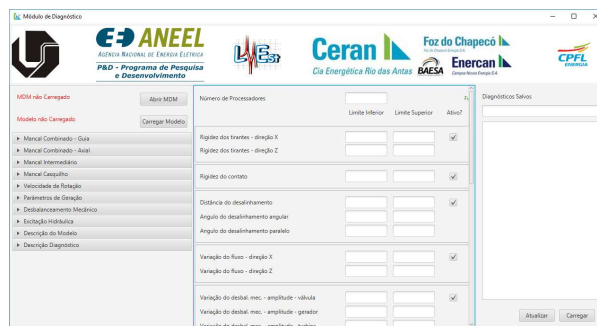 Módulo de Diagnóstico
ANEEL
AGÊNCIA NACIONAL DE ENERGIA ELÉTRICA
P&D - Programa de Pesquisa
e Desenvolvimento
LMEst
Ceran
Cia Energética Rio das Antas
Foz do Chapecó
BAESA
Enercan
CPFL
ENERGIA
MDM não Carregado
Abrir MDM
Modelo não Carregado
Carregar Modelo
Mancal Combinado - Guia
Mancal Combinado - Axial
Mancal Intermediário
Mancal Casquilho
Velocidade de Rotação
Parâmetros de Geração
Desbalanceamento Mecânico
Excitação Hidráulica
Descrição do Modelo
Descrição Diagnóstico
Número de Processadores
Limite Inferior Limite Superior Ativo?
Rigidez dos tirantes - direção X
Rigidez dos tirantes - direção Z
Rigidez do contato
Distância do desalinhamento
Angulo do desalinhamento angular
Angulo do desalinhamento paralelo
Variação do fluxo - direção X
Variação do fluxo - direção Z
Variação do desbal. mec. - amplitude - válvula
Variação do desbal. mec. - amplitude - gerador
Diagnósticos Salvos
Atualizar Carregar